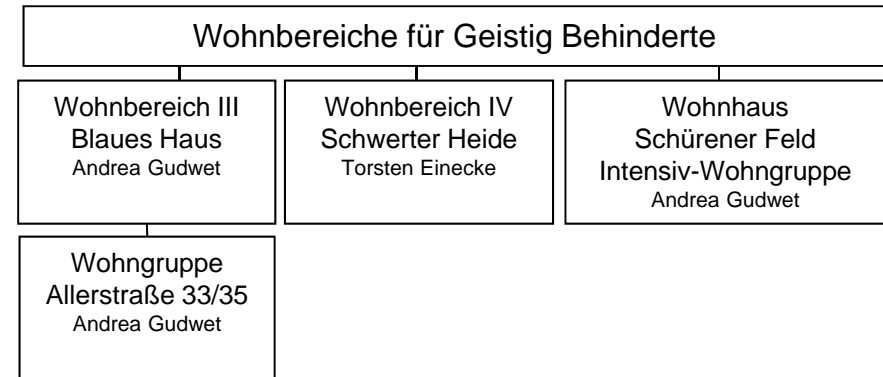 Wohnbereiche für Geistig Behinderte
Wohnbereich III
Blaues Haus
Andrea Gudwet
Wohnbereich IV
Schwerter Heide
Torsten Einecke
Wohnhaus
Schürener Feld
Intensiv-Wohngruppe
Andrea Gudwet
Wohngruppe
Allerstraße 33/35
Andrea Gudwet